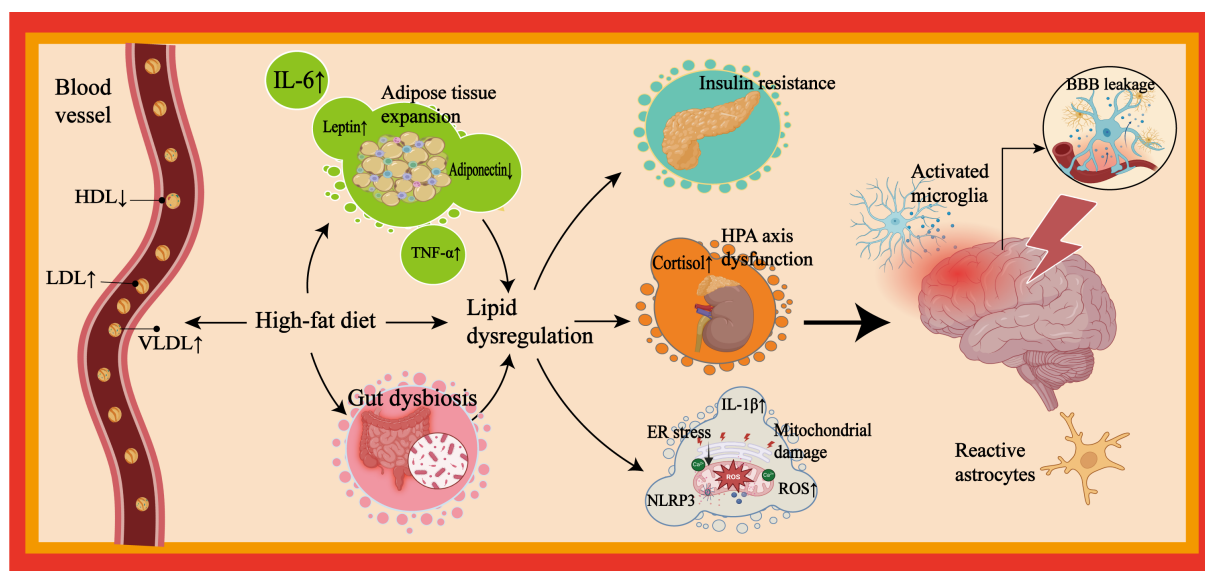 Blood
vessel
HDL↓
LDL↑
VLDL↑
High-fat diet
IL-6↑
Leptin↑
Adipose tissue
expansion
Adiponectin↓
TNF-α↑
Gut dysbiosis
Lipid
dysregulation
Insulin resistance
HPA axis
dysfunction
Cortisol↑
IL-1β↑
ER stress
Mitochondrial
damage
Ca²⁺
ROS
Ca²⁺
NLRP3
ROS↑
BBB leakage
Activated
microglia
Reactive
astrocytes